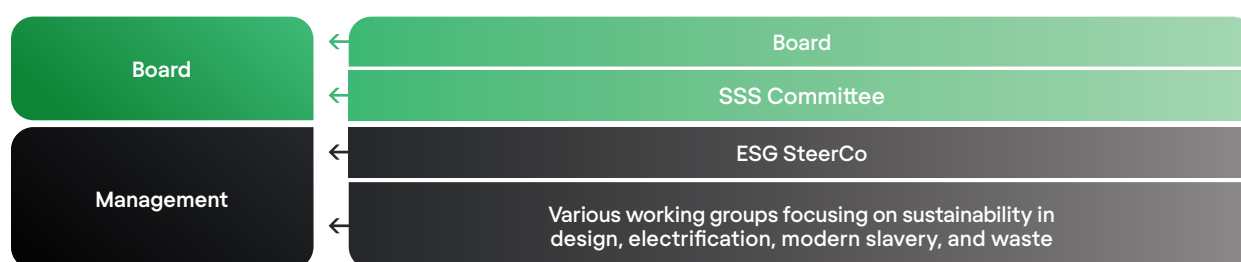 Board
Board
SSS Committee
Management
ESG SteerCo
Various working groups focusing on sustainability in
design, electrification, modern slavery, and waste